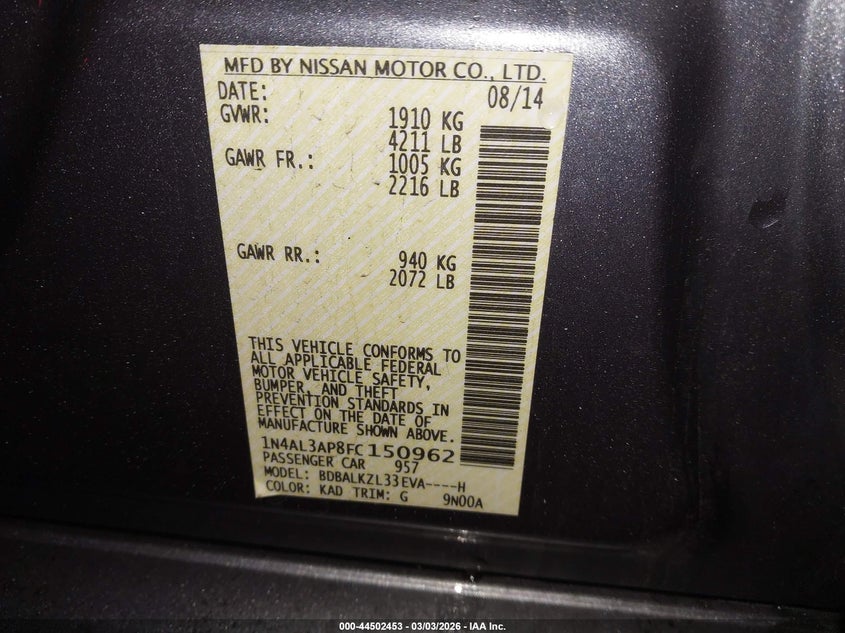 MFD BY NISSAN MOTOR CO., LTD.
DATE: 08/14
GVWR: 1910 KG
4211 LB
GAWR FR.: 1005 KG
2216 LB
GAWR RR.: 940 KG
2072 LB
THIS VEHICLE CONFORMS TO
ALL APPLICABLE FEDERAL
MOTOR VEHICLE SAFETY,
BUMPER, AND THEFT
PREVENTION STANDARDS IN
EFFECT ON THE DATE OF
MANUFACTURE SHOWN ABOVE.
1N4AL3AP8FC150962
PASSENGER CAR 957
MODEL: BDBALKZL33EVA----H
COLOR: KAD TRIM: G 9N00A
000-44502453 - 03/03/2026 - IAA Inc.